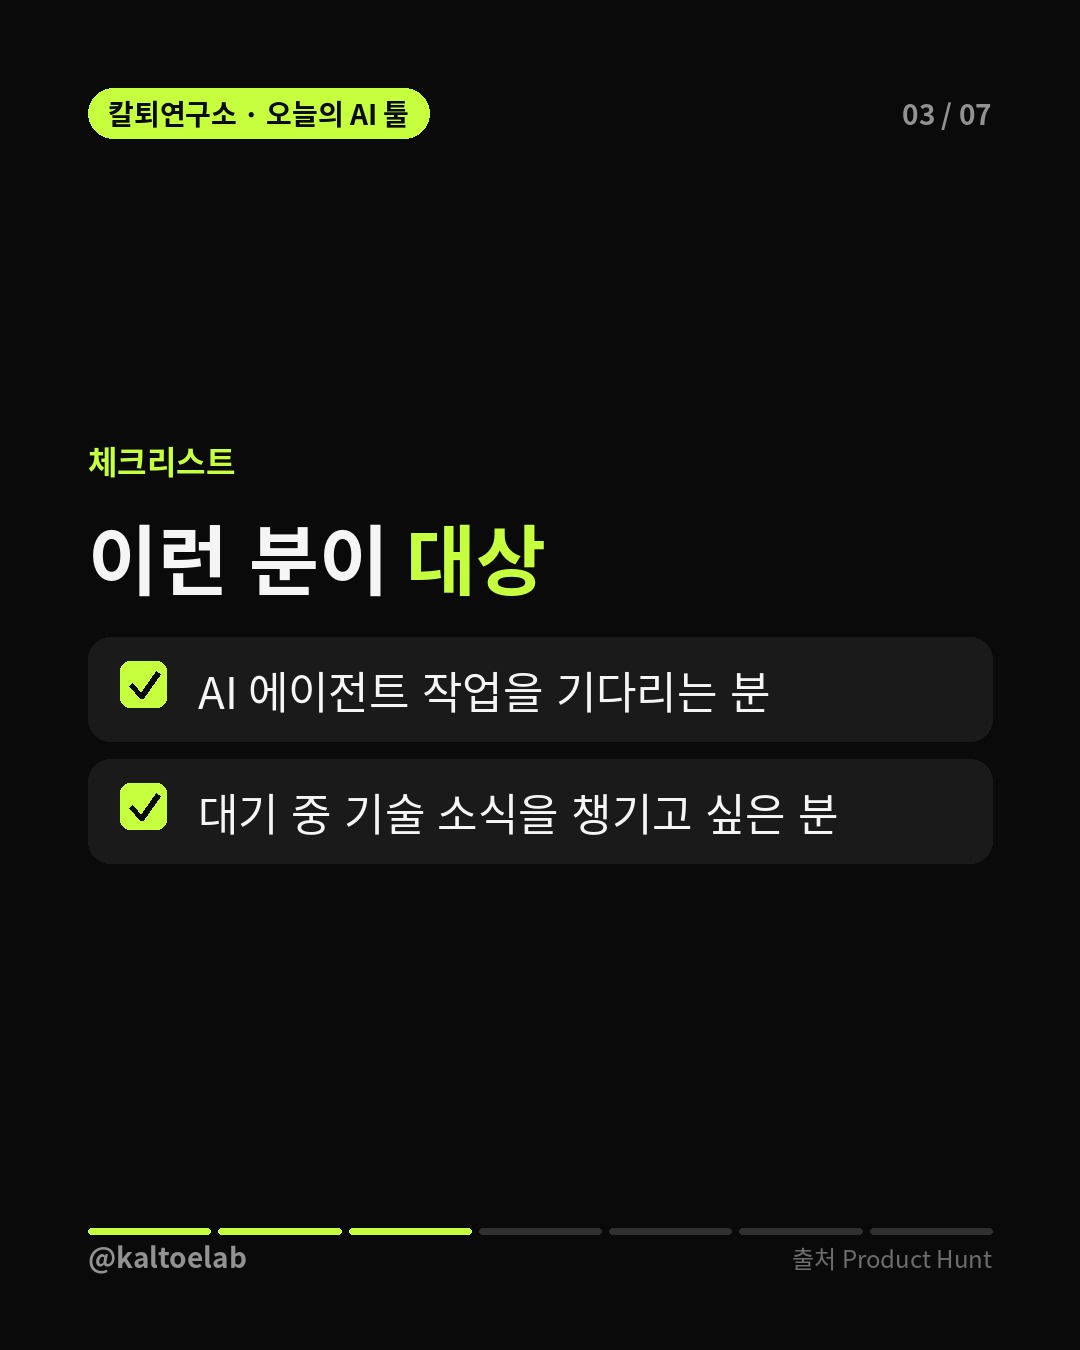 칼퇴연구소 · 오늘의 AI 툴
03 / 07
체크리스트
이런 분이 대상
AI 에이전트 작업을 기다리는 분
대기 중 기술 소식을 챙기고 싶은 분
@kaltoelab
출처 Product Hunt